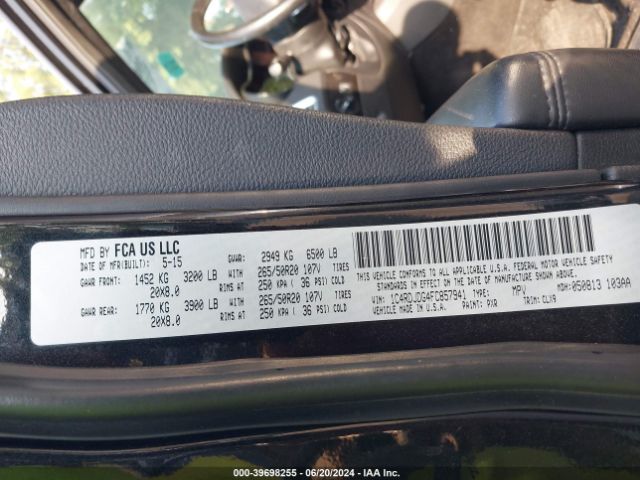 MFD BY FCA US LLC GVWR: 2949 KG 6500 LB
DATE OF MFR(BUILT): 5-15
GAWR FRONT: 1452 KG 3200 LB WITH 265/50R20 107V TIRES
20X8.0 RIMS AT 250 KPA ( 36 PSI) COLD
GAWR REAR: 1770 KG 3900 LB WITH 265/50R20 107V TIRES
20X8.0 RIMS AT 250 KPA ( 36 PSI) COLD
THIS VEHICLE CONFORMS TO ALL APPLICABLE U.S.A. FEDERAL MOTOR VEHICLE SAFETY
STANDARDS IN EFFECT ON THE DATE OF MANUFACTURE SHOWN ABOVE.
VIN: 1C4RDJDG4FC857941 TYPE: MPV MDH: 050813 103AA
VEHICLE MADE IN U.S.A. PAINT: PXR TRIM: CLX9
000-39698255 - 06/20/2024 - IAA Inc.